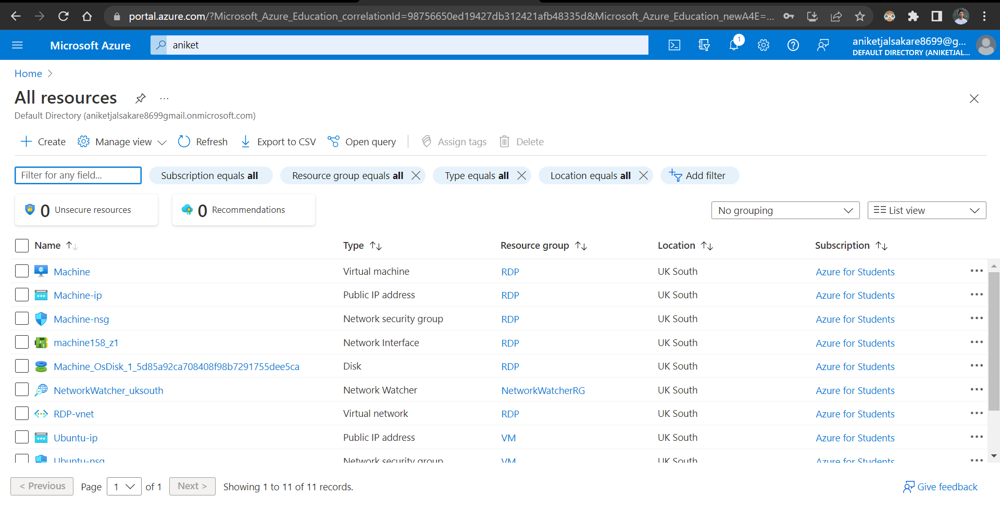 portal.azure.com/?Microsoft_Azure_Education_correlationId=98756650ed19427db312421afb48335d&Microsoft_Azure_Education_newA4E=...
Microsoft Azure
aniket
1
aniketjalsakare8699@g...
DEFAULT DIRECTORY (ANIKETJAL...
Home
All resources
...
Default Directory (aniketjalsakare8699gmail.onmicrosoft.com)
Create Manage view Refresh Export to CSV Open query Assign tags Delete
Filter for any field... Subscription equals all Resource group equals all Type equals all Location equals all Add filter
0 Unsecure resources 0 Recommendations No grouping List view
Name Type Resource group Location Subscription
Machine Virtual machine RDP UK South Azure for Students
Machine-ip Public IP address RDP UK South Azure for Students
Machine-nsg Network security group RDP UK South Azure for Students
machine158_z1 Network Interface RDP UK South Azure for Students
Machine_OsDisk_1_5d85a92ca708408f98b7291755dee5ca Disk RDP UK South Azure for Students
NetworkWatcher_uksouth Network Watcher NetworkWatcherRG UK South Azure for Students
RDP-vnet Virtual network RDP UK South Azure for Students
Ubuntu-ip Public IP address VM UK South Azure for Students
Ubuntu-nsg Network security group VM UK South Azure for Students
< Previous Page 1 of 1 Next > Showing 1 to 11 of 11 records. Give feedback